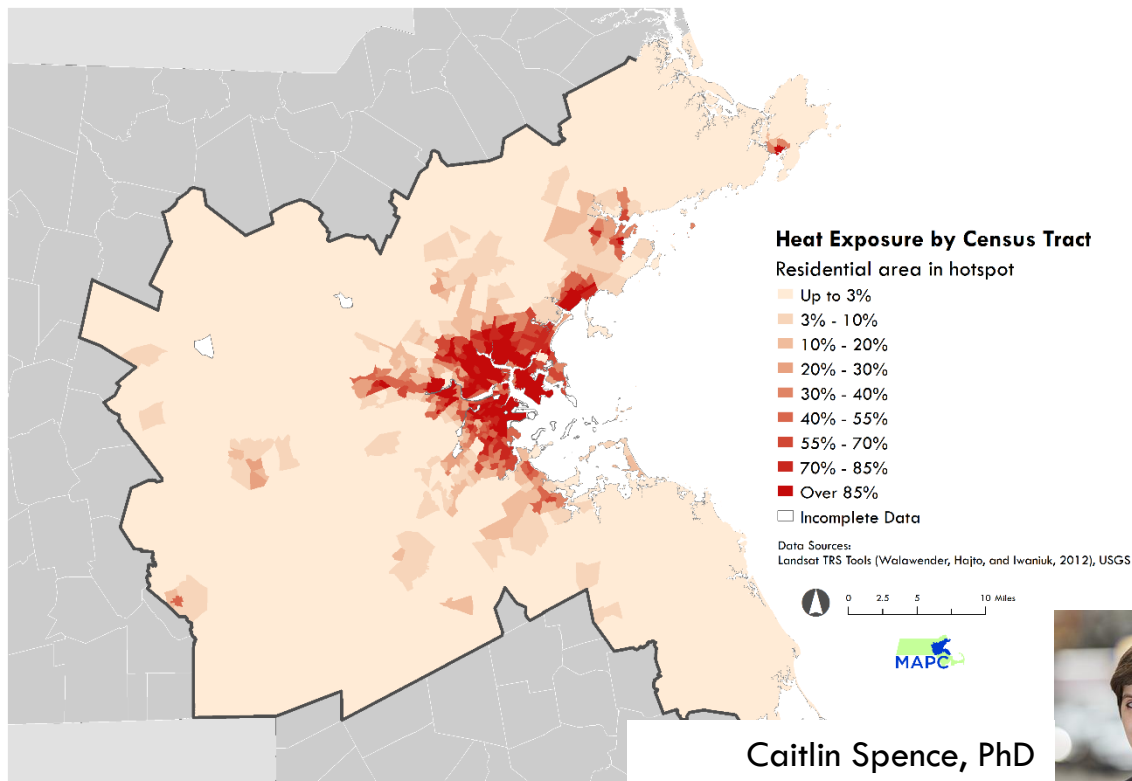 Heat Exposure by Census Tract
Residential area in hotspot
Up to 3%
3% - 10%
10% - 20%
20% - 30%
30% - 40%
40% - 55%
55% - 70%
70% - 85%
Over 85%
Incomplete Data
Data Sources:
Landsat TRS Tools (Walawender, Hajto, and Iwaniuk, 2012), USGS
0 2.5 5 10 Miles
MAPC
Caitlin Spence, PhD